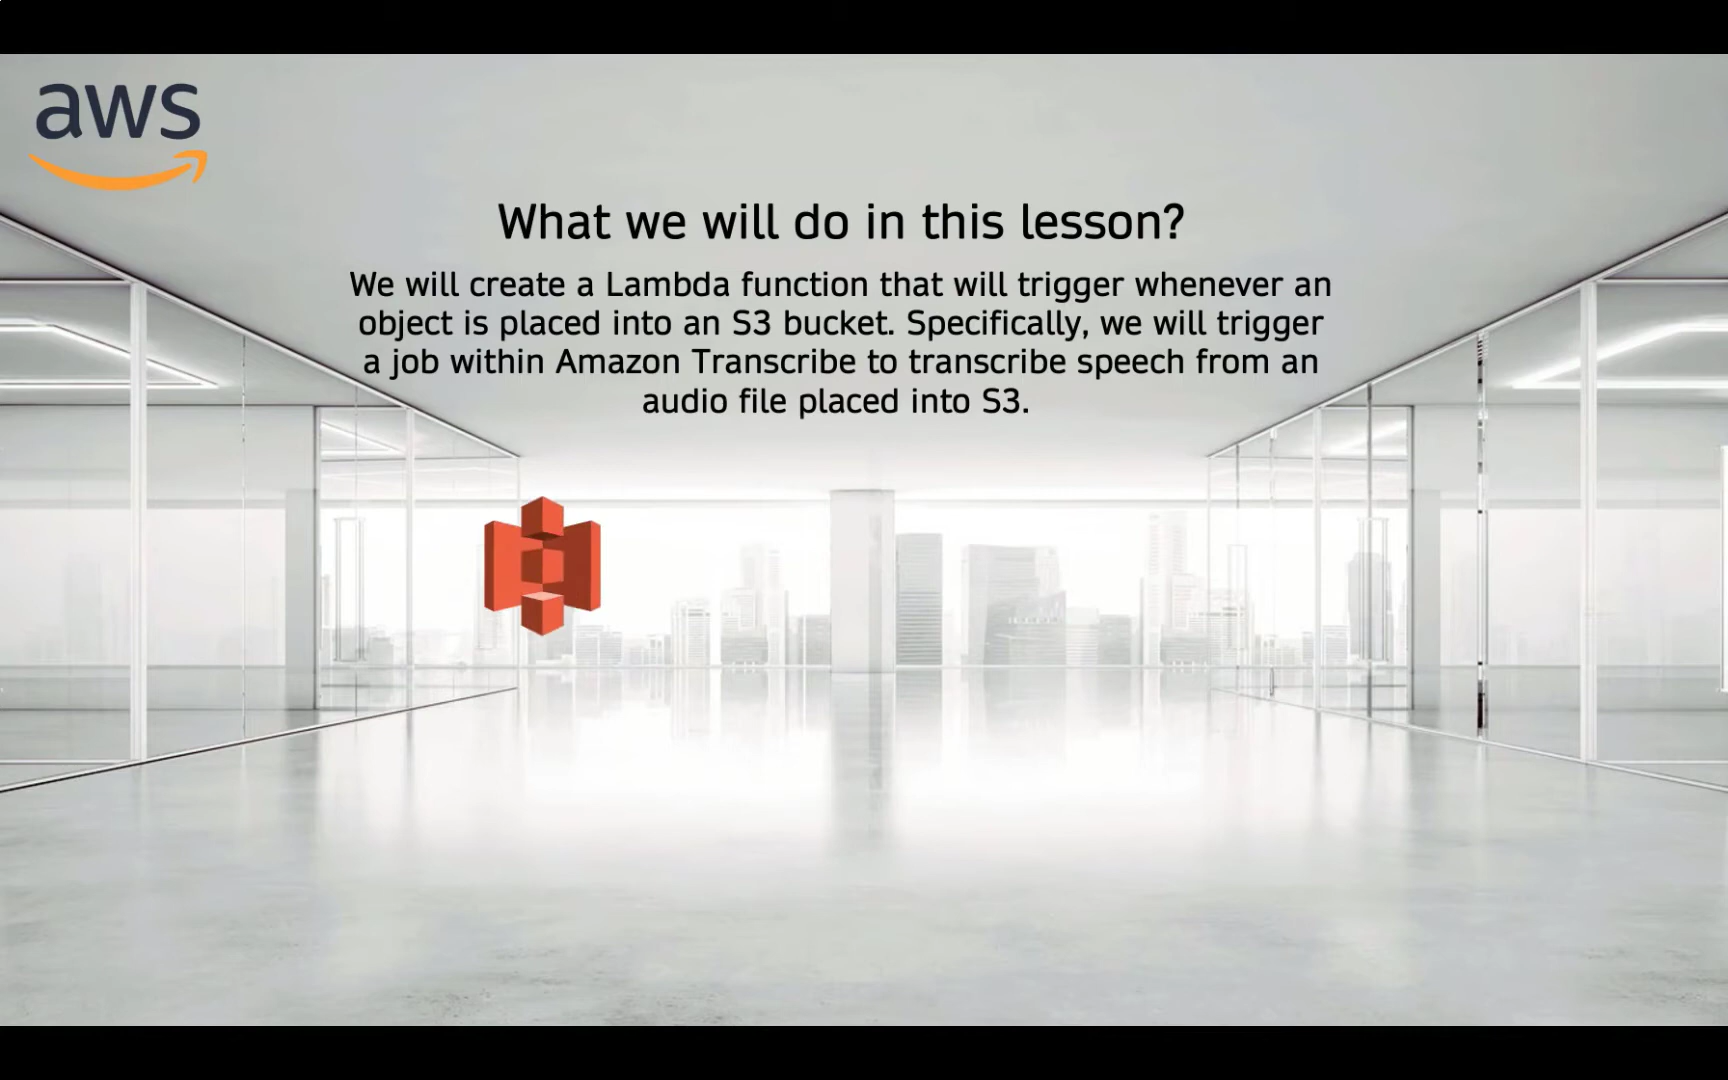 aws
What we will do in this lesson?
We will create a Lambda function that will trigger whenever an
object is placed into an S3 bucket. Specifically, we will trigger
a job within Amazon Transcribe to transcribe speech from an
audio file placed into S3.